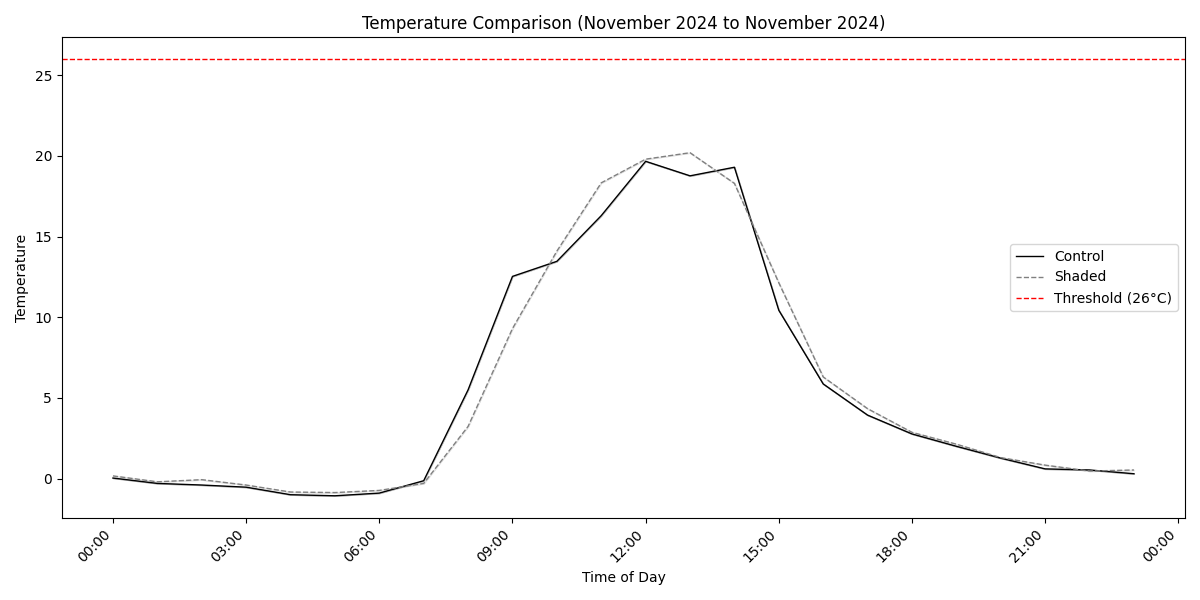 Temperature Comparison (November 2024 to November 2024)
Temperature
25
20
15
10
5
0
Control
Shaded
Threshold (26°C)
00:00
03:00
06:00
09:00
12:00
15:00
18:00
21:00
00:00
Time of Day